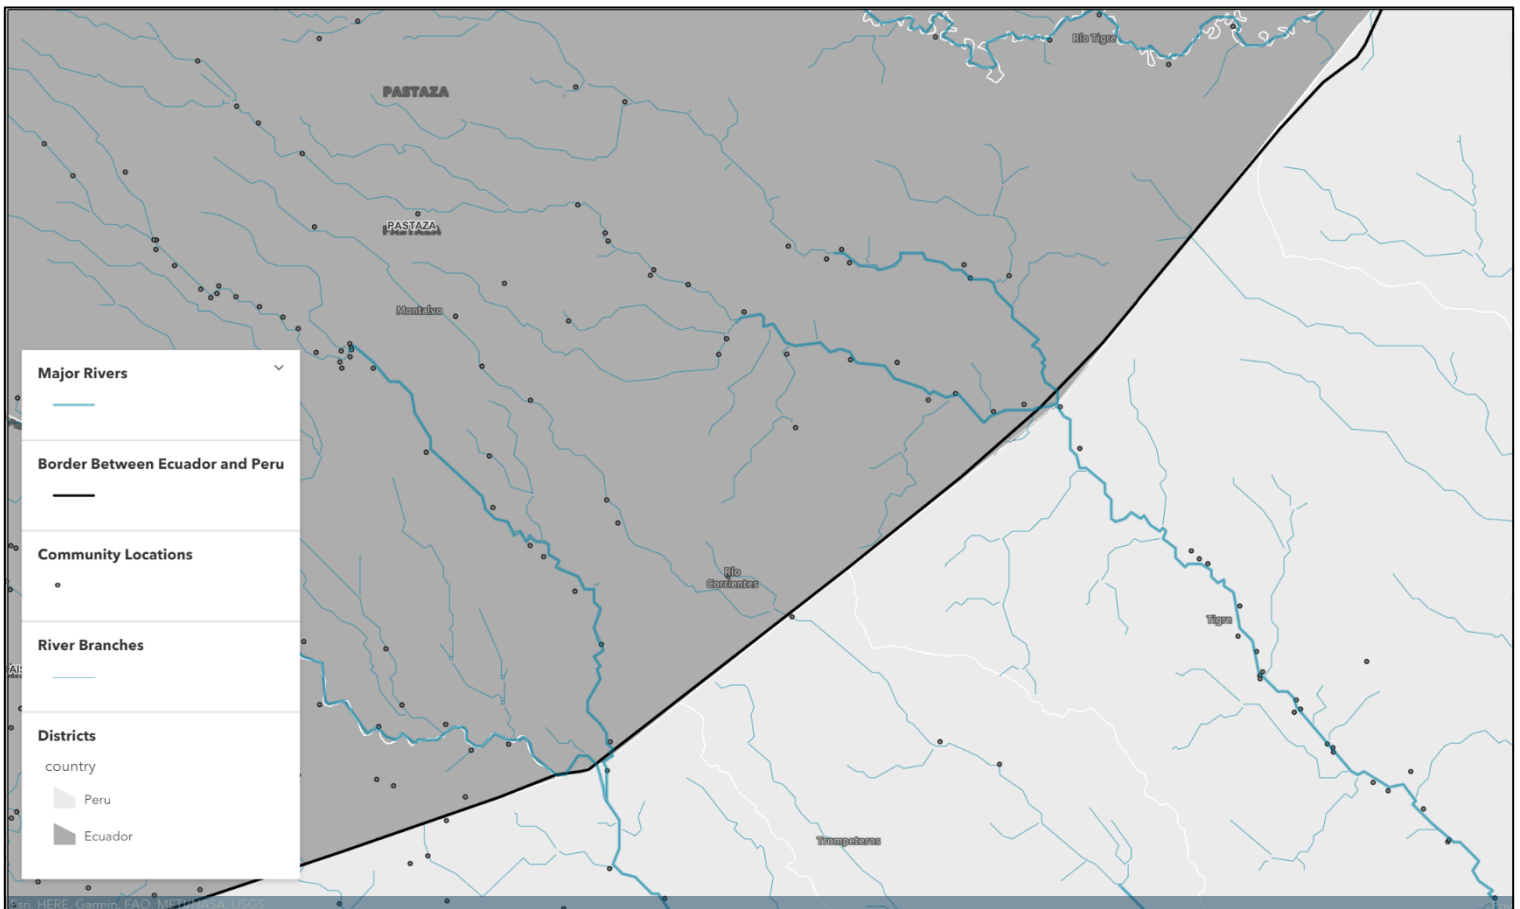 Río Tigre
PASTAZA
PASTAZA
Montalvo
Major Rivers
Border Between Ecuador and Peru
Community Locations
Río
Corrientes
River Branches
Tigre
Districts
country
Peru
Ecuador
Trompeteros
Esri, HERE, Garmin, FAO, METI/NASA, USGS